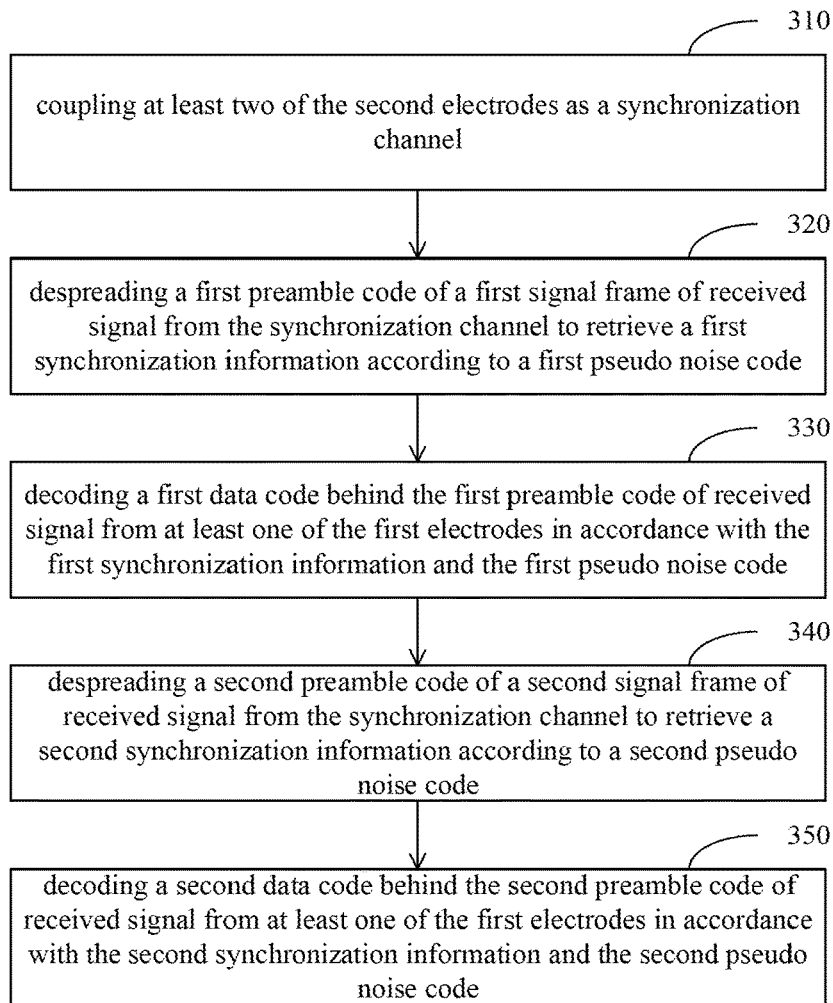 310
coupling at least two of the second electrodes as a synchronization
channel
320
despreading a first preamble code of a first signal frame of received
signal from the synchronization channel to retrieve a first
synchronization information according to a first pseudo noise code
330
decoding a first data code behind the first preamble code of received
signal from at least one of the first electrodes in accordance with the
first synchronization information and the first pseudo noise code
340
despreading a second preamble code of a second signal frame of
received signal from the synchronization channel to retrieve a
second synchronization information according to a second pseudo
noise code
350
decoding a second data code behind the second preamble code of
received signal from at least one of the first electrodes in accordance
with the second synchronization information and the second pseudo
noise code